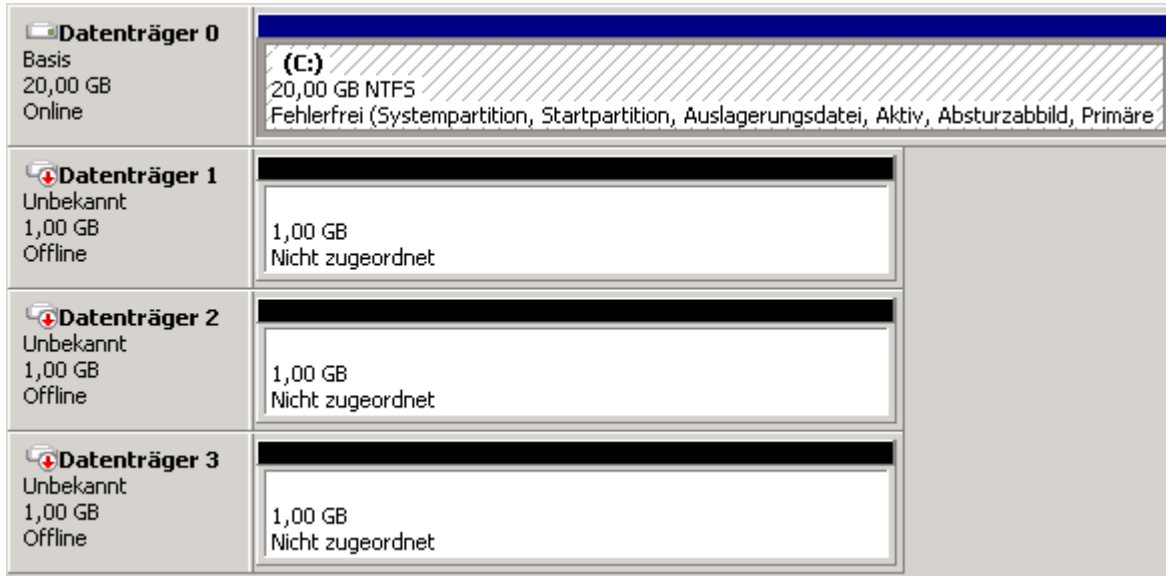 Datenträger 0
Basis
20,00 GB
Online
(C:)
20,00 GB NTFS
Fehlerfrei (Systempartition, Startpartition, Auslagerungsdatei, Aktiv, Absturzabbild, Primäre
Datenträger 1
Unbekannt
1,00 GB
Offline
1,00 GB
Nicht zugeordnet
Datenträger 2
Unbekannt
1,00 GB
Offline
1,00 GB
Nicht zugeordnet
Datenträger 3
Unbekannt
1,00 GB
Offline
1,00 GB
Nicht zugeordnet